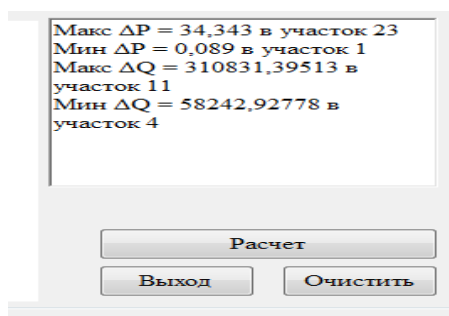 Макс ΔP = 34,343 в участок 23
Мин ΔP = 0,089 в участок 1
Макс ΔQ = 310831,39513 в
участок 11
Мин ΔQ = 58242,92778 в
участок 4
Расчет
Выход Очистить